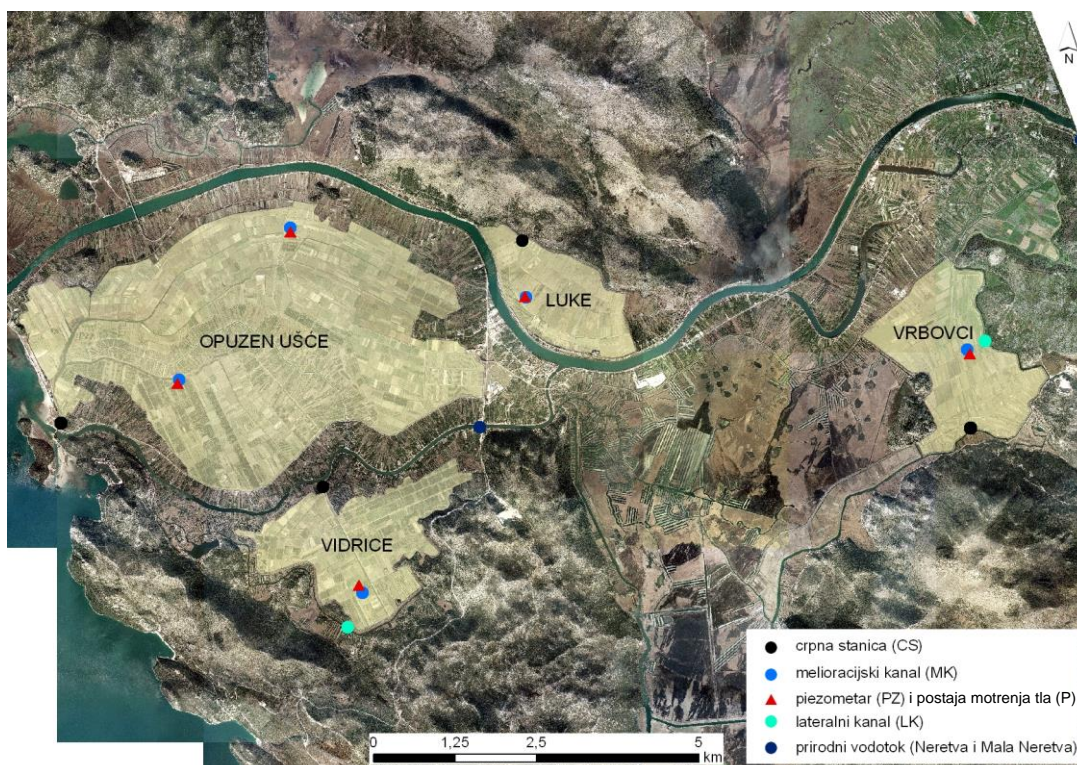 N
LUKE
OPUZEN UŠĆE
VRBOVCI
VIDRICE
crpna stanica (CS)
melioracijski kanal (MK)
piezometar (PZ) i postaja motrenja tla (P)
lateralni kanal (LK)
prirodni vodotok (Neretva i Mala Neretva)
0 1,25 2,5 5
km